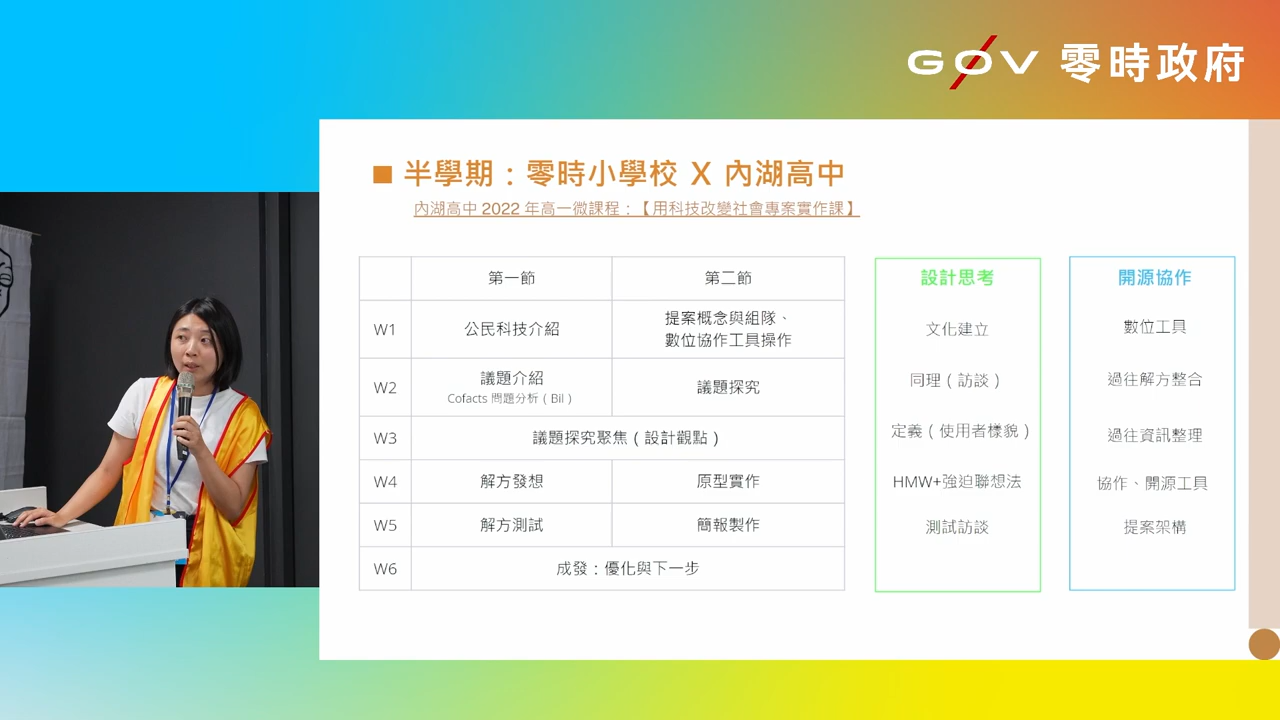 G0V 零時政府
半學期：零時小學校 X 內湖高中
內湖高中 2022 年高一微課程：【用科技改變社會專案實作課】
第一節 第二節
W1 公民科技介紹 提案概念與組隊、
數位協作工具操作
W2 議題介紹 議題探究
Cofacts 問題分析（Bil）
W3 議題探究聚焦（設計觀點）
W4 解方發想 原型實作
W5 解方測試 簡報製作
W6 成發：優化與下一步
設計思考
文化建立
同理（訪談）
定義（使用者樣貌）
HMW+強迫聯想法
測試訪談
開源協作
數位工具
過往解方整合
過往資訊整理
協作、開源工具
提案架構